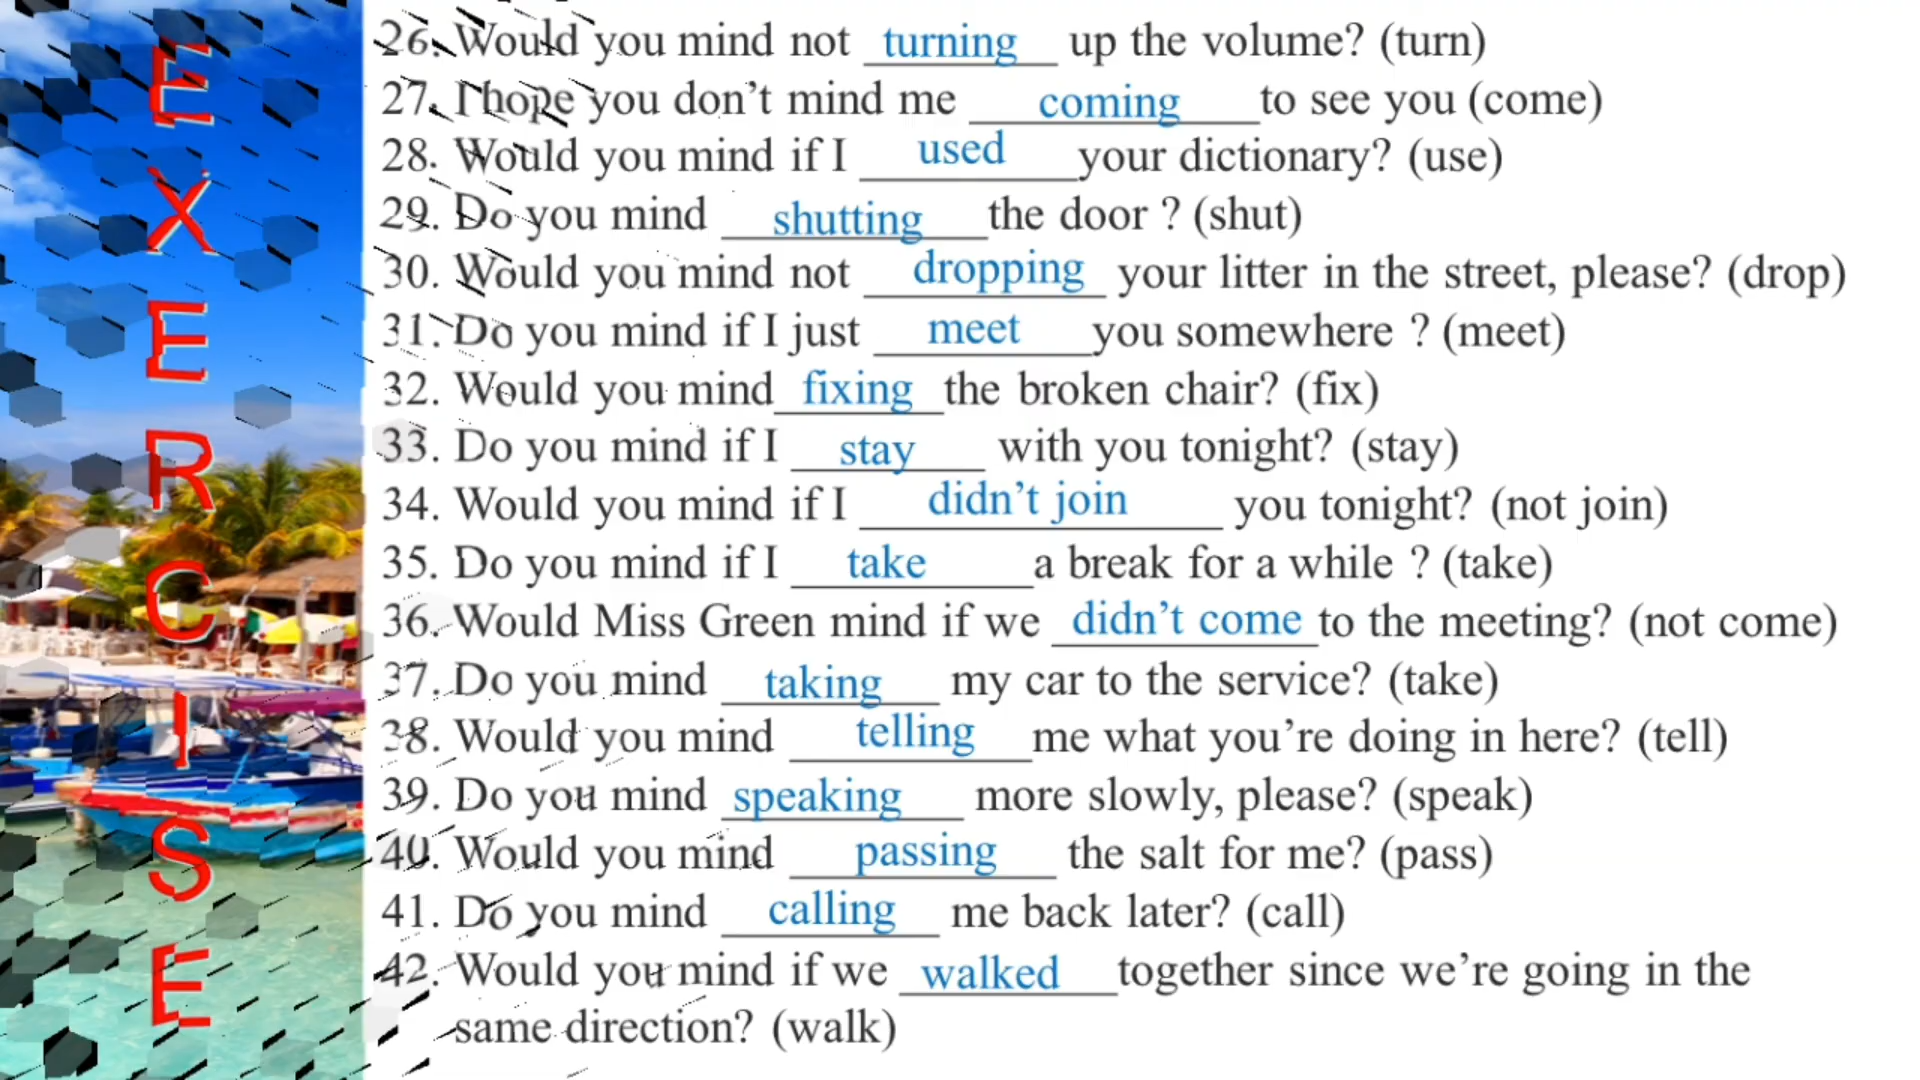 EXERCISE
26. Would you mind not turning up the volume? (turn)
27. I hope you don’t mind me coming to see you (come)
28. Would you mind if I used your dictionary? (use)
29. Do you mind shutting the door ? (shut)
30. Would you mind not dropping your litter in the street, please? (drop)
31. Do you mind if I just meet you somewhere ? (meet)
32. Would you mind fixing the broken chair? (fix)
33. Do you mind if I stay with you tonight? (stay)
34. Would you mind if I didn’t join you tonight? (not join)
35. Do you mind if I take a break for a while ? (take)
36. Would Miss Green mind if we didn’t come to the meeting? (not come)
37. Do you mind taking my car to the service? (take)
38. Would you mind telling me what you’re doing in here? (tell)
39. Do you mind speaking more slowly, please? (speak)
40. Would you mind passing the salt for me? (pass)
41. Do you mind calling me back later? (call)
42. Would you mind if we walked together since we’re going in the
same direction? (walk)